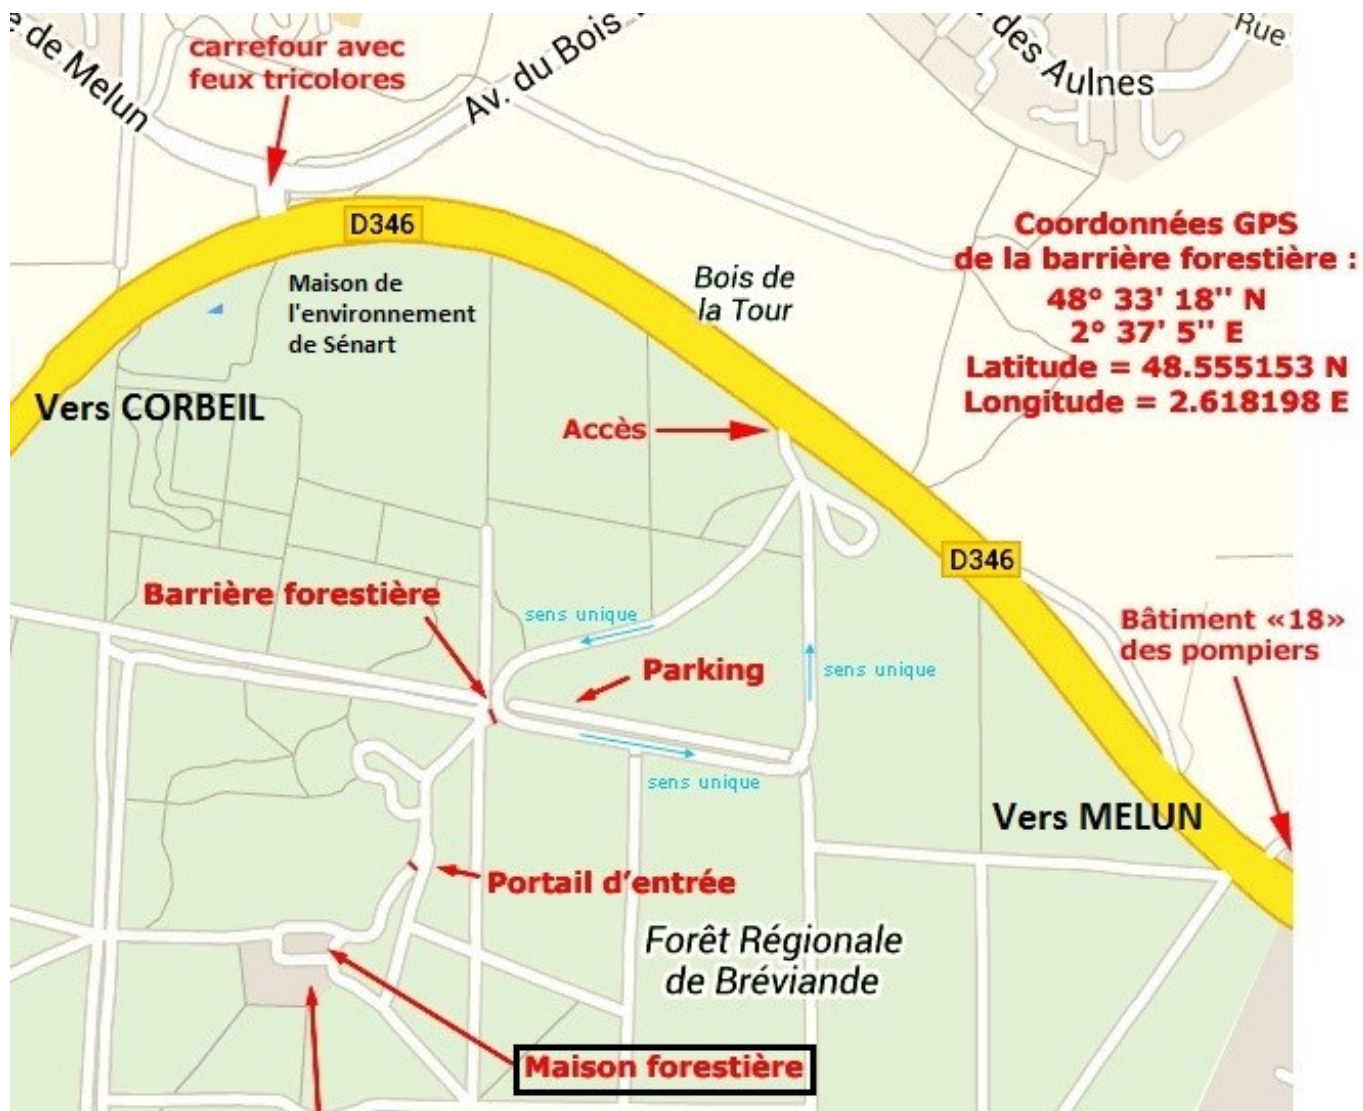 e de Melun
carrefour avec
feux tricolores
Av. du Bois
des Aulnes
Rue
D346
Maison de
l'environnement
de Sénart
Bois de
la Tour
Coordonnées GPS
de la barrière forestière :
48° 33' 18'' N
2° 37' 5'' E
Latitude = 48.555153 N
Longitude = 2.618198 E
Vers CORBEIL
Accès
D346
Barrière forestière
sens unique
Parking
sens unique
Bâtiment «18»
des pompiers
sens unique
Vers MELUN
Portail d'entrée
Forêt Régionale
de Bréviande
Maison forestière